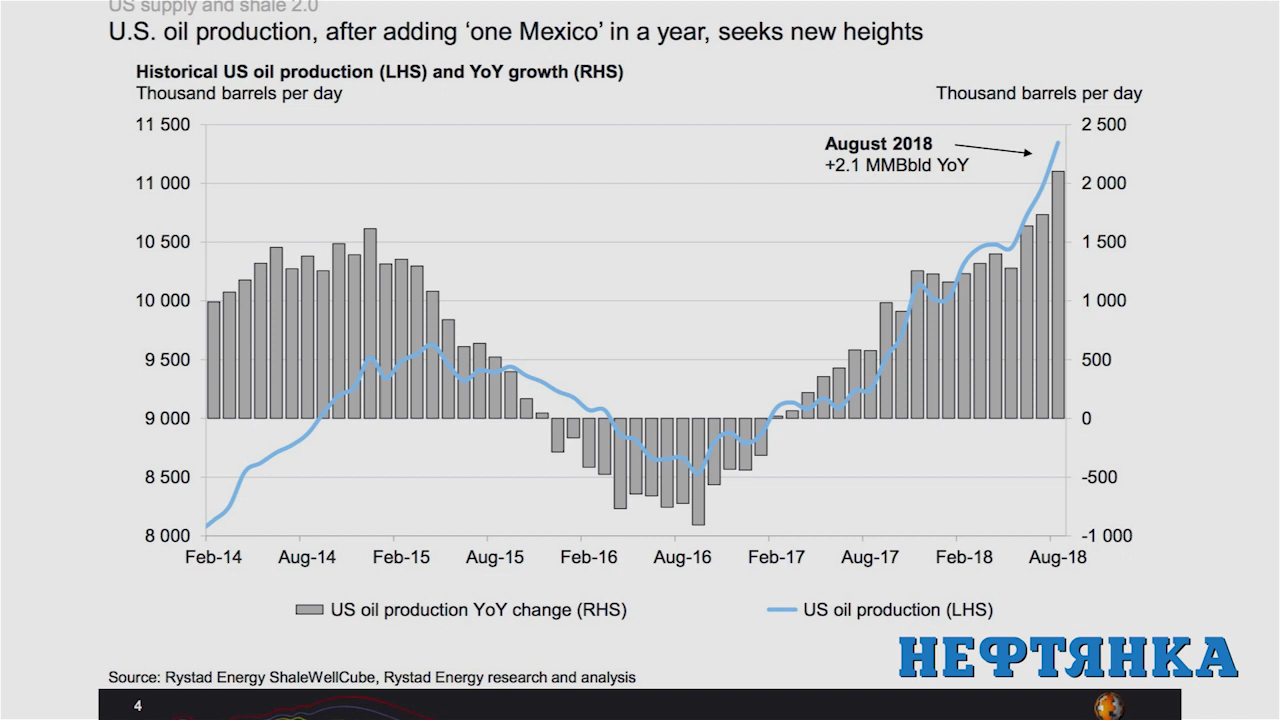 US supply and shale 2.0
U.S. oil production, after adding ‘one Mexico’ in a year, seeks new heights
Historical US oil production (LHS) and YoY growth (RHS)
Thousand barrels per day
Thousand barrels per day
11 500
11 000
10 500
10 000
9 500
9 000
8 500
8 000
2 500
2 000
1 500
1 000
500
0
-500
-1 000
August 2018
+2.1 MMBbld YoY
Feb-14 Aug-14 Feb-15 Aug-15 Feb-16 Aug-16 Feb-17 Aug-17 Feb-18 Aug-18
US oil production YoY change (RHS)
US oil production (LHS)
НЕФТЯНКА
Source: Rystad Energy ShaleWellCube, Rystad Energy research and analysis
4